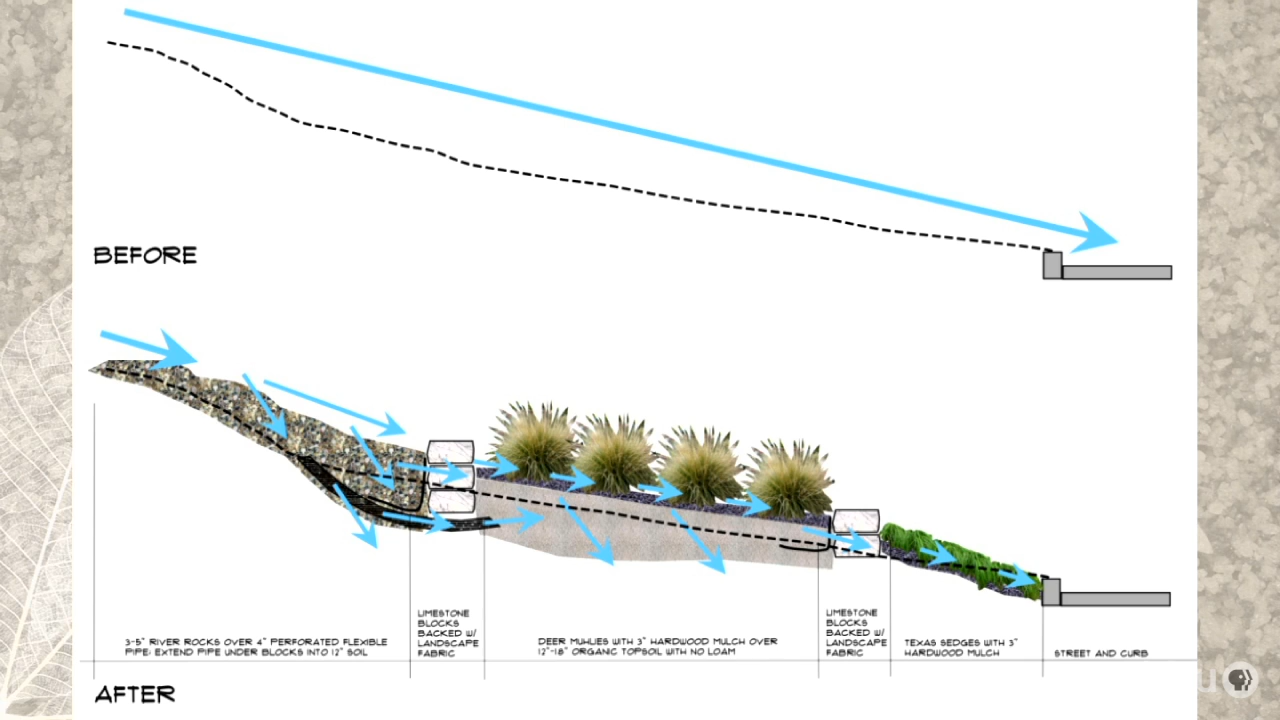 BEFORE
3-5" RIVER ROCKS OVER 4" PERFORATED FLEXIBLE
PIPE; EXTEND PIPE UNDER BLOCKS INTO 12" SOIL
LIMESTONE
BLOCKS
BACKED W/
LANDSCAPE
FABRIC
DEER MUHLIES WITH 3" HARDWOOD MULCH OVER
12"-18" ORGANIC TOPSOIL WITH NO LOAM
LIMESTONE
BLOCKS
BACKED W/
LANDSCAPE
FABRIC
TEXAS SEDGES WITH 3"
HARDWOOD MULCH
STREET AND CURB
AFTER